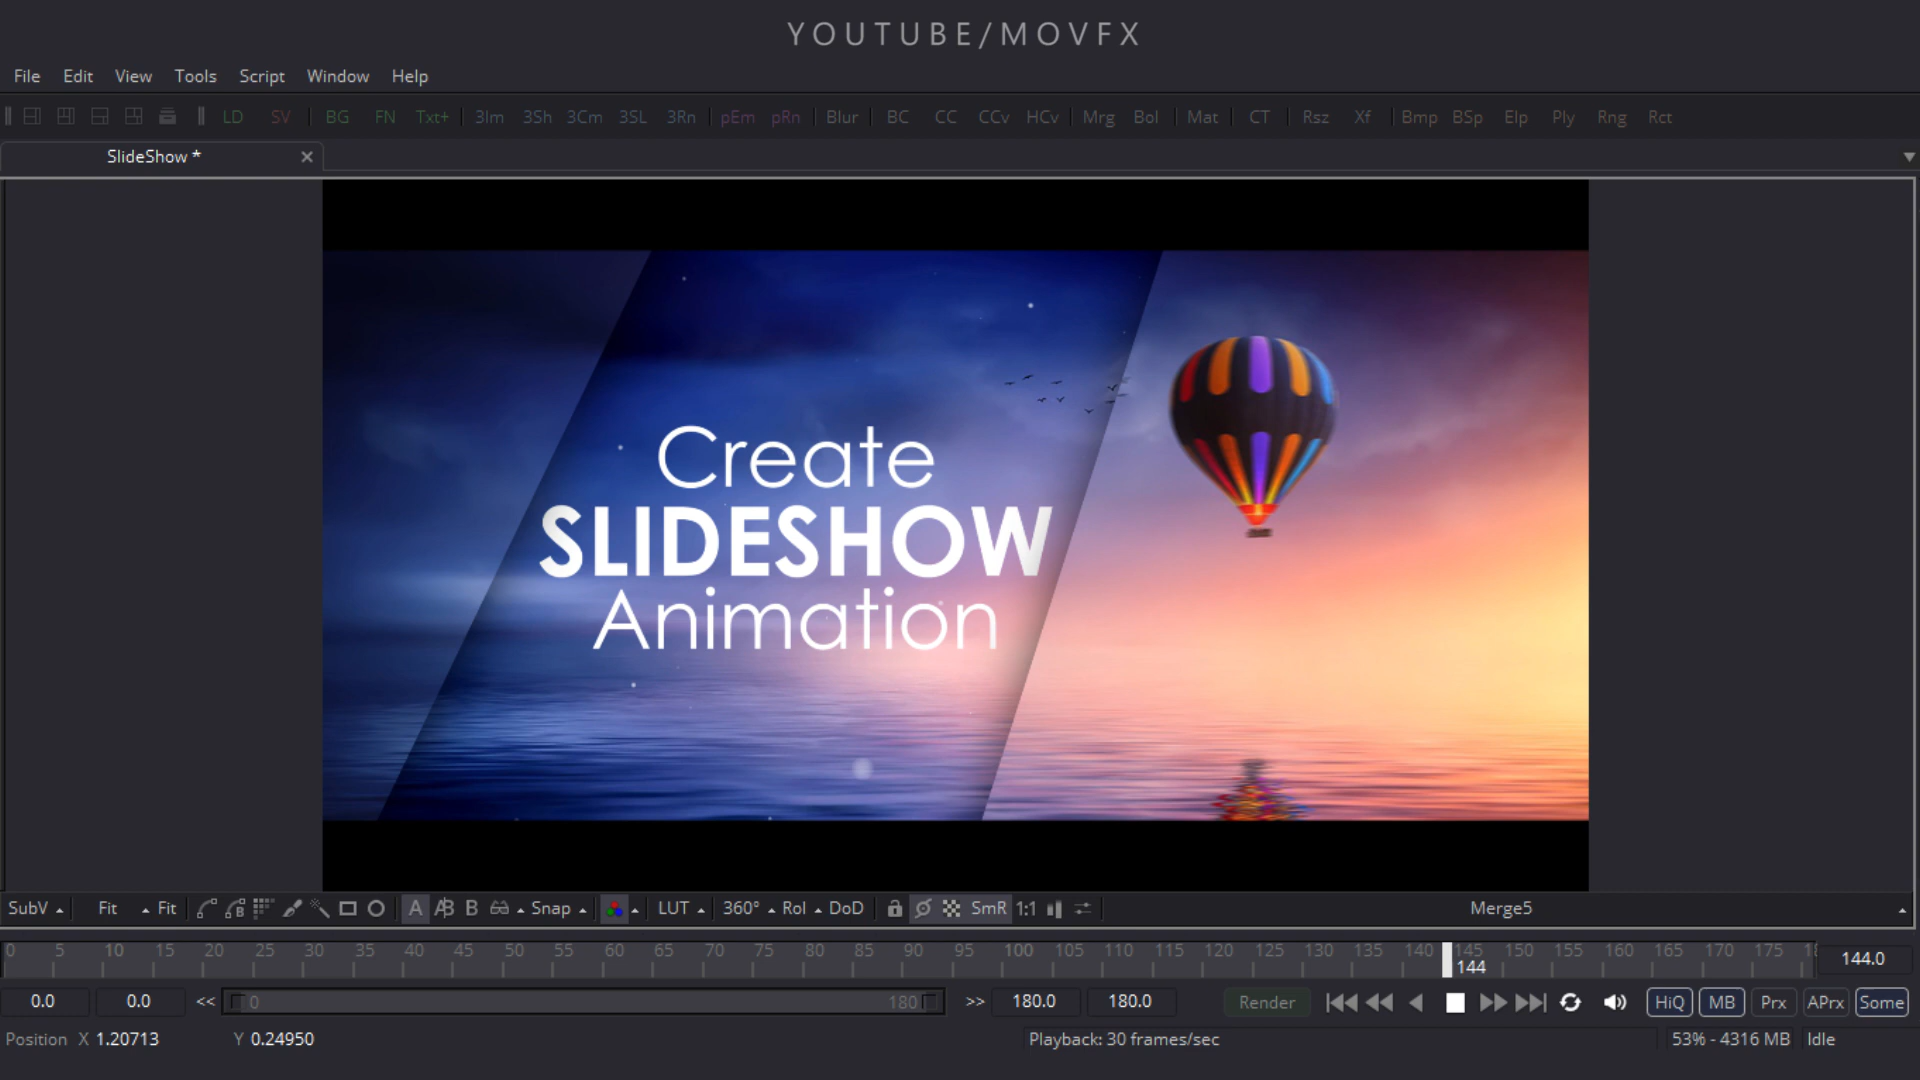 YOUTUBE/MOVFX
File Edit View Tools Script Window Help
LD SV BG FN Txt+ 3Im 3Sh 3Cm 3SL 3Rn pEm pRn Blur BC CC CCv HCv Mrg Bol Mat CT Rsz Xf Bmp BSp Elp Ply Rng Rct
SlideShow *
Create
SLIDESHOW
Animation
SubV Fit Fit A AB B Snap LUT 360° RoI DoD SmR 1:1 Merge5
0 5 10 15 20 25 30 35 40 45 50 55 60 65 70 75 80 85 90 95 100 105 110 115 120 125 130 135 140 145 150 155 160 165 170 175
144 144.0
0.0 0.0 << 0 180 >> 180.0 180.0 Render HiQ MB Prx APrx Some
Position X 1.20713 Y 0.24950 Playback: 30 frames/sec 53% - 4316 MB Idle